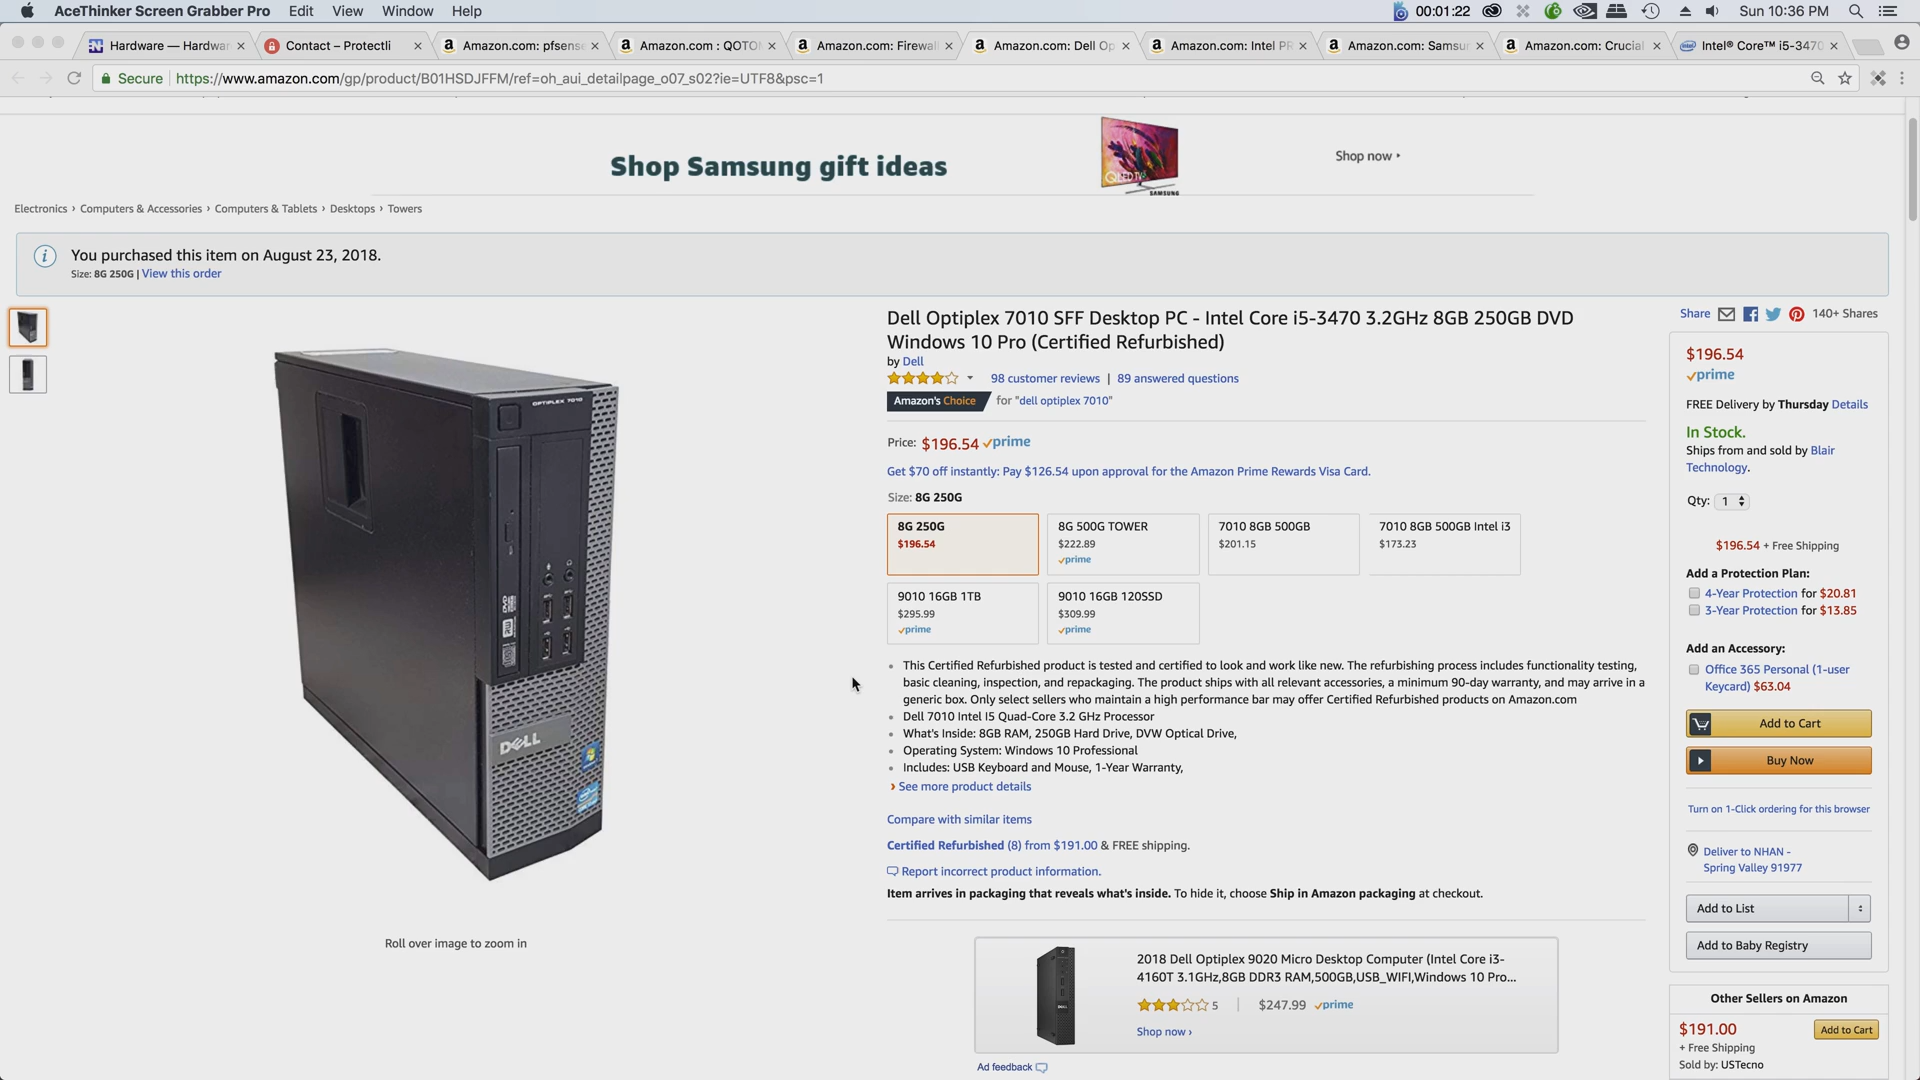 AceThinker Screen Grabber Pro Edit View Window Help 00:01:22 Sun 10:36 PM
Hardware — Hardwar Contact – Protectli Amazon.com: pfsense Amazon.com : QOTO Amazon.com: Firewal Amazon.com: Dell Op Amazon.com: Intel PR Amazon.com: Samsu Amazon.com: Crucial Intel® Core™ i5-3470
Secure https://www.amazon.com/gp/product/B01HSDJFFM/ref=oh_aui_detailpage_o07_s02?ie=UTF8&psc=1
Shop Samsung gift ideas
QLED TV
SAMSUNG
Shop now ›
Electronics › Computers & Accessories › Computers & Tablets › Desktops › Towers
You purchased this item on August 23, 2018.
Size: 8G 250G | View this order
OPTIPLEX 7010
DELL
Roll over image to zoom in
Dell Optiplex 7010 SFF Desktop PC - Intel Core i5-3470 3.2GHz 8GB 250GB DVD
Windows 10 Pro (Certified Refurbished)
by Dell
98 customer reviews | 89 answered questions
Amazon's Choice for "dell optiplex 7010"
Price: $196.54 prime
Get $70 off instantly: Pay $126.54 upon approval for the Amazon Prime Rewards Visa Card.
Size: 8G 250G
8G 250G
$196.54
8G 500G TOWER
$222.89
prime
7010 8GB 500GB
$201.15
7010 8GB 500GB Intel i3
$173.23
9010 16GB 1TB
$295.99
prime
9010 16GB 120SSD
$309.99
prime
This Certified Refurbished product is tested and certified to look and work like new. The refurbishing process includes functionality testing,
basic cleaning, inspection, and repackaging. The product ships with all relevant accessories, a minimum 90-day warranty, and may arrive in a
generic box. Only select sellers who maintain a high performance bar may offer Certified Refurbished products on Amazon.com
Dell 7010 Intel I5 Quad-Core 3.2 GHz Processor
What's Inside: 8GB RAM, 250GB Hard Drive, DVW Optical Drive,
Operating System: Windows 10 Professional
Includes: USB Keyboard and Mouse, 1-Year Warranty,
› See more product details
Compare with similar items
Certified Refurbished (8) from $191.00 & FREE shipping.
Report incorrect product information.
Item arrives in packaging that reveals what's inside. To hide it, choose Ship in Amazon packaging at checkout.
2018 Dell Optiplex 9020 Micro Desktop Computer (Intel Core i3-
4160T 3.1GHz,8GB DDR3 RAM,500GB,USB_WIFI,Windows 10 Pro...
5 | $247.99 prime
Shop now ›
Ad feedback
Share 140+ Shares
$196.54
prime
FREE Delivery by Thursday Details
In Stock.
Ships from and sold by Blair
Technology.
Qty: 1
$196.54 + Free Shipping
Add a Protection Plan:
4-Year Protection for $20.81
3-Year Protection for $13.85
Add an Accessory:
Office 365 Personal (1-user
Keycard) $63.04
Add to Cart
Buy Now
Turn on 1-Click ordering for this browser
Deliver to NHAN -
Spring Valley 91977
Add to List
Add to Baby Registry
Other Sellers on Amazon
$191.00 Add to Cart
+ Free Shipping
Sold by: USTecno